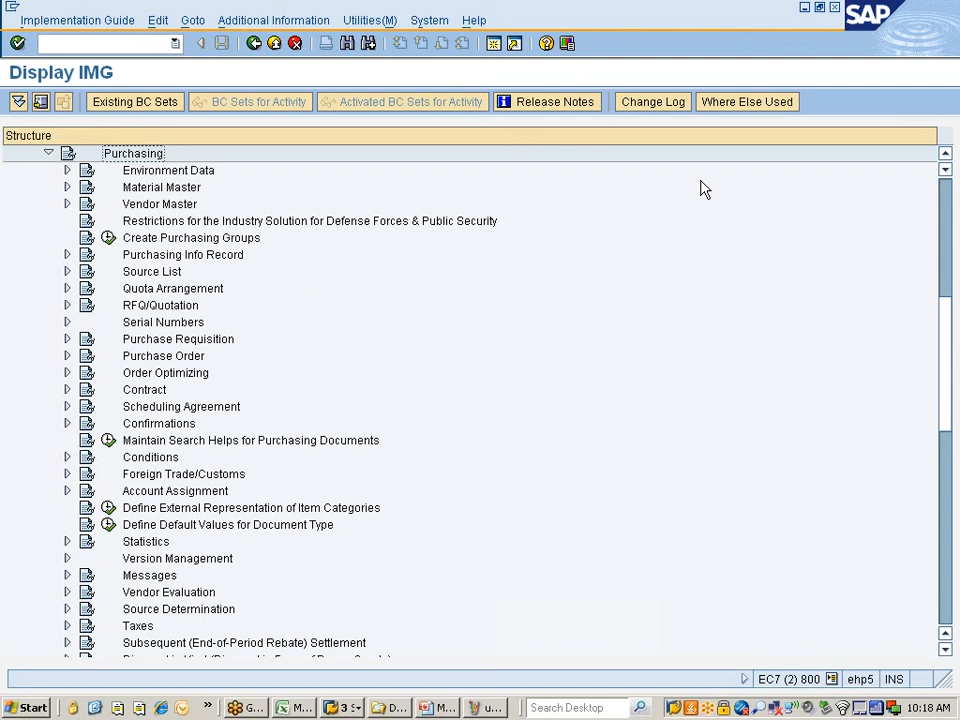 Implementation Guide Edit Goto Additional Information Utilities(M) System Help
SAP
Display IMG
Existing BC Sets BC Sets for Activity Activated BC Sets for Activity Release Notes Change Log Where Else Used
Structure
Purchasing
Environment Data
Material Master
Vendor Master
Restrictions for the Industry Solution for Defense Forces & Public Security
Create Purchasing Groups
Purchasing Info Record
Source List
Quota Arrangement
RFQ/Quotation
Serial Numbers
Purchase Requisition
Purchase Order
Order Optimizing
Contract
Scheduling Agreement
Confirmations
Maintain Search Helps for Purchasing Documents
Conditions
Foreign Trade/Customs
Account Assignment
Define External Representation of Item Categories
Define Default Values for Document Type
Statistics
Version Management
Messages
Vendor Evaluation
Source Determination
Taxes
Subsequent (End-of-Period Rebate) Settlement
EC7 (2) 800 ehp5 INS
Start » G... M... 3 S D... M... u... Search Desktop 10:18 AM